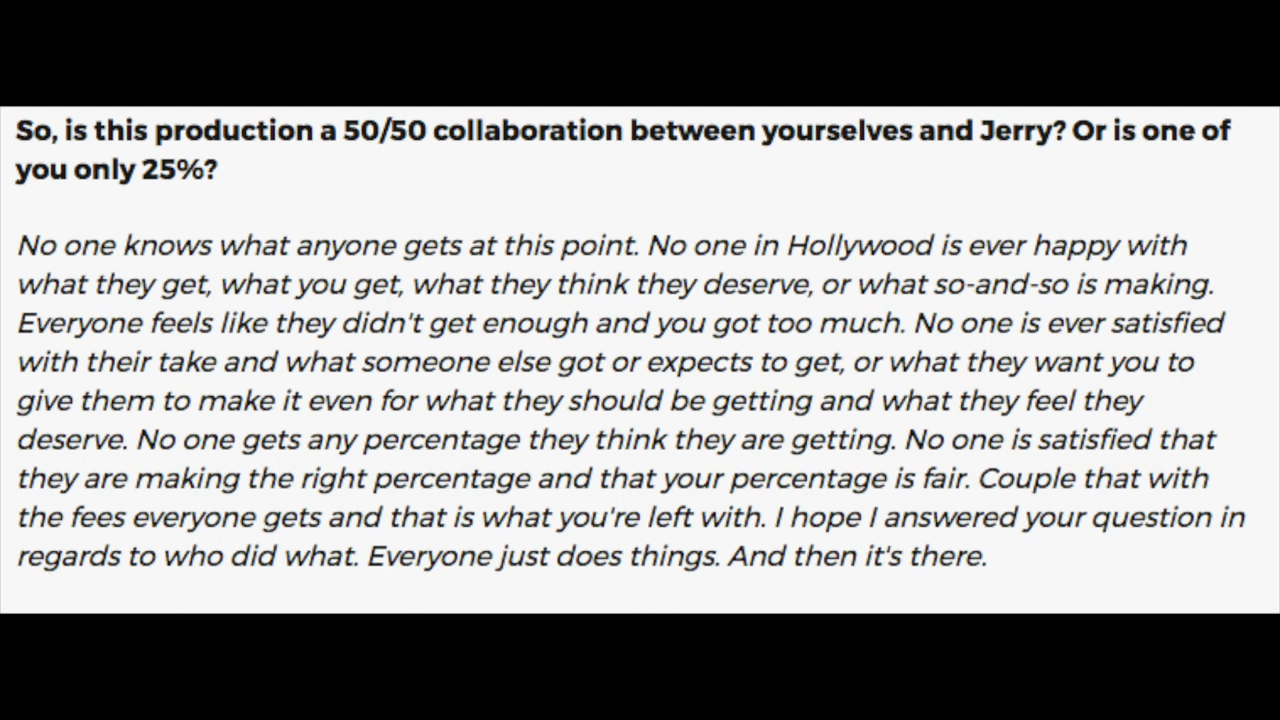 So, is this production a 50/50 collaboration between yourselves and Jerry? Or is one of
you only 25%?
No one knows what anyone gets at this point. No one in Hollywood is ever happy with
what they get, what you get, what they think they deserve, or what so-and-so is making.
Everyone feels like they didn't get enough and you got too much. No one is ever satisfied
with their take and what someone else got or expects to get, or what they want you to
give them to make it even for what they should be getting and what they feel they
deserve. No one gets any percentage they think they are getting. No one is satisfied that
they are making the right percentage and that your percentage is fair. Couple that with
the fees everyone gets and that is what you're left with. I hope I answered your question in
regards to who did what. Everyone just does things. And then it's there.